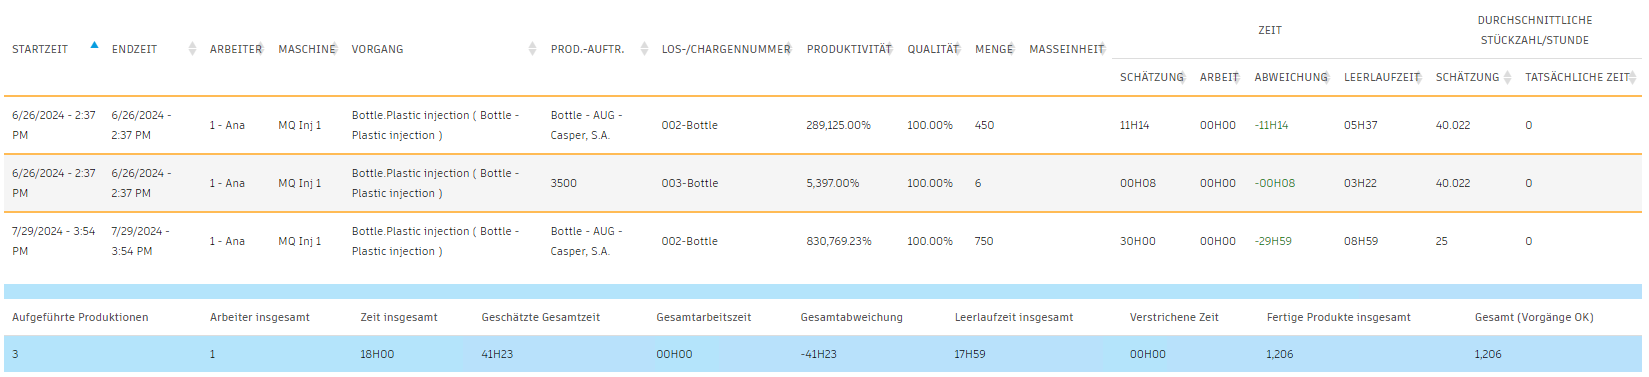 DURCHSCHNITTLICHE
ZEIT
STÜCKZAHL/STUNDE
STARTZEIT ENDZEIT ARBEITER MASCHINE VORGANG PROD.-AUFTR. LOS-/CHARGENNUMMER PRODUKTIVITÄT QUALITÄT MENGE MASSEINHEIT
SCHÄTZUNG ARBEIT ABWEICHUNG LEERLAUFZEIT SCHÄTZUNG TATSÄCHLICHE ZEIT
6/26/2024 - 2:37 6/26/2024 - Bottle.Plastic injection ( Bottle - Bottle - AUG -
1 - Ana MQ Inj 1 002-Bottle 289,125.00% 100.00% 450 11H14 00H00 -11H14 05H37 40.022 0
PM 2:37 PM Plastic injection ) Casper, S.A.
6/26/2024 - 2:37 6/26/2024 - Bottle.Plastic injection ( Bottle -
1 - Ana MQ Inj 1 3500 003-Bottle 5,397.00% 100.00% 6 00H08 00H00 -00H08 03H22 40.022 0
PM 2:37 PM Plastic injection )
7/29/2024 - 3:54 7/29/2024 - Bottle.Plastic injection ( Bottle - Bottle - AUG -
1 - Ana MQ Inj 1 002-Bottle 830,769.23% 100.00% 750 30H00 00H00 -29H59 08H59 25 0
PM 3:54 PM Plastic injection ) Casper, S.A.
Aufgeführte Produktionen Arbeiter insgesamt Zeit insgesamt Geschätzte Gesamtzeit Gesamtarbeitszeit Gesamtabweichung Leerlaufzeit insgesamt Verstrichene Zeit Fertige Produkte insgesamt Gesamt (Vorgänge OK)
3 1 18H00 41H23 00H00 -41H23 17H59 00H00 1,206 1,206